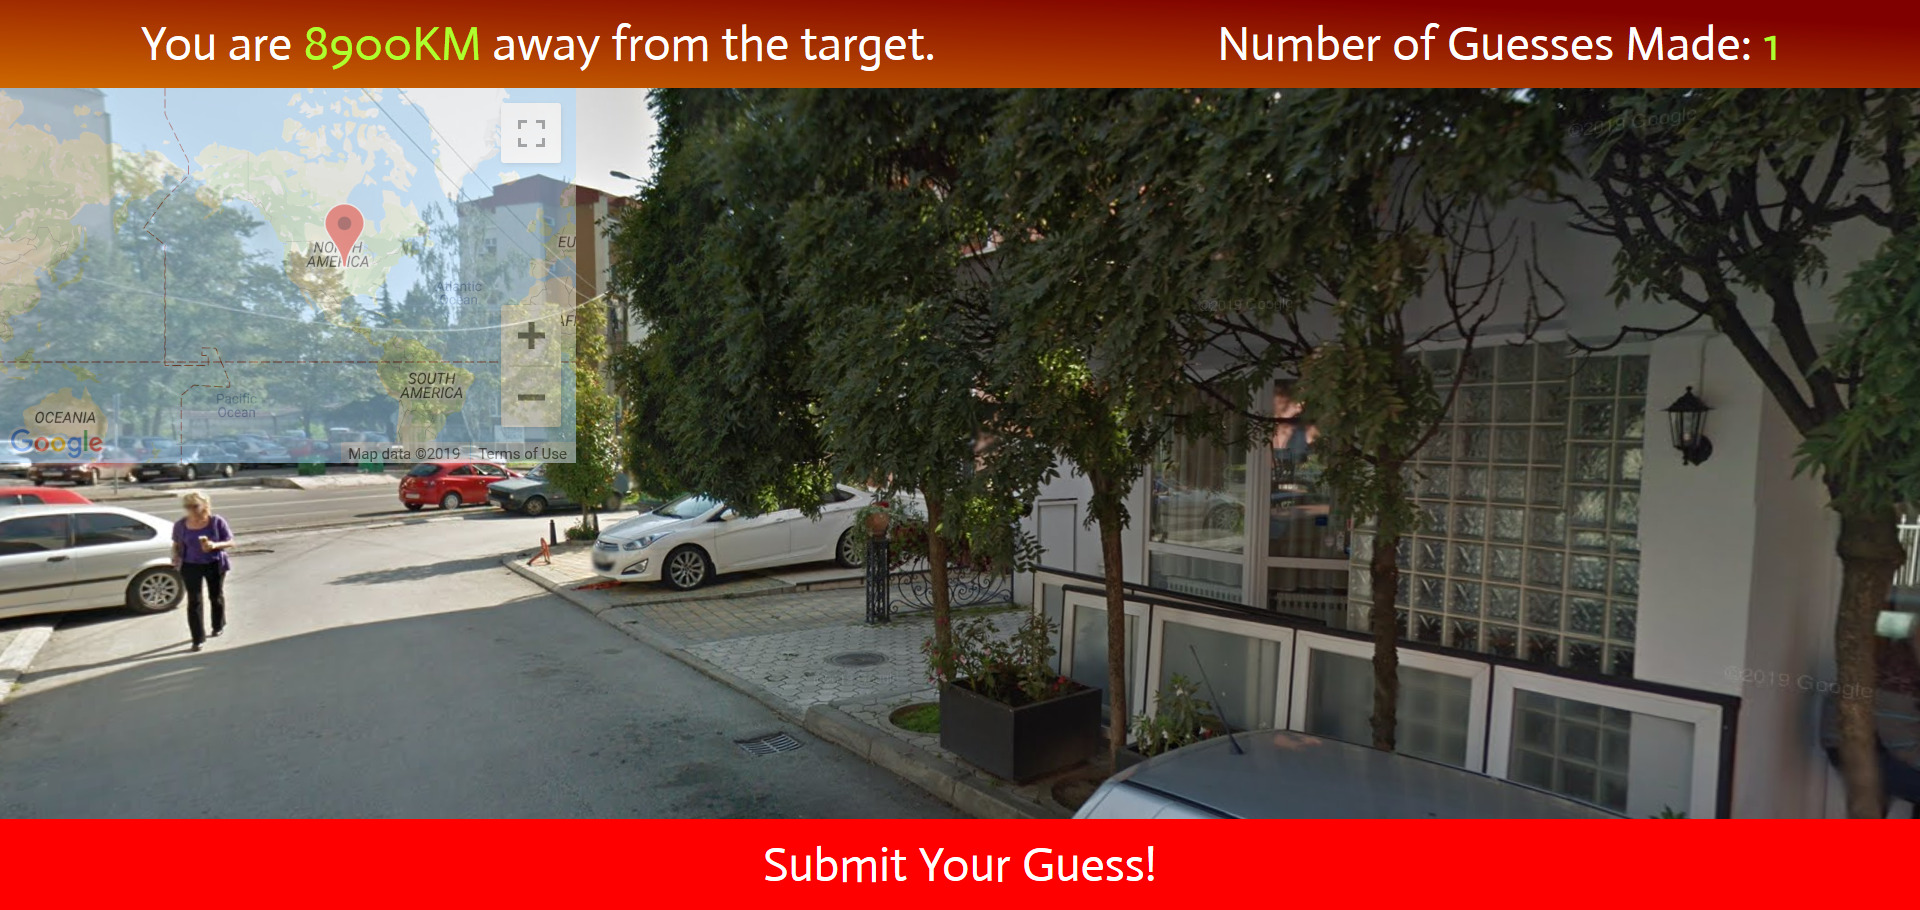 You are 8900KM away from the target.
Number of Guesses Made: 1
NORTH
AMERICA
EU
Atlantic
Ocean
AFR
SOUTH
AMERICA
Pacific
Ocean
OCEANIA
Google
Map data ©2019
Terms of Use
©2019 Google
©2019 Google
©2019 Google
Submit Your Guess!